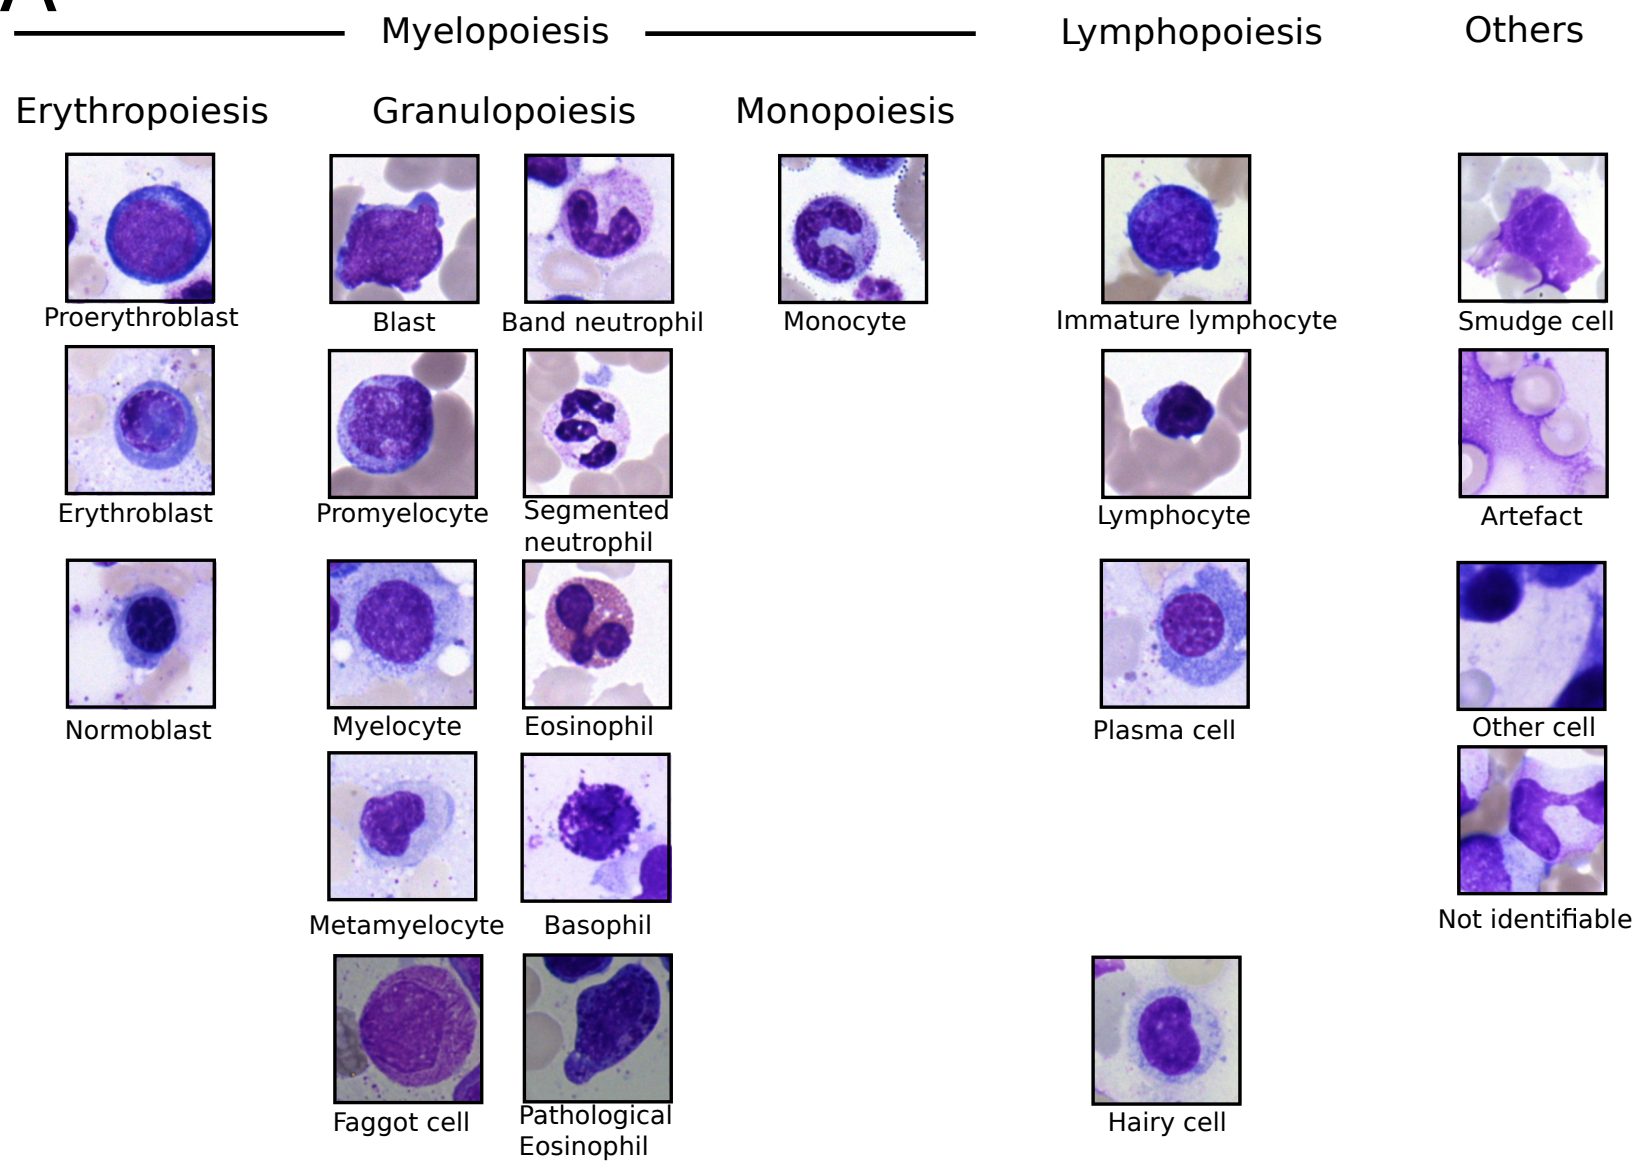 A
Myelopoiesis
Lymphopoiesis
Others
Erythropoiesis
Granulopoiesis
Monopoiesis
Proerythroblast
Blast
Band neutrophil
Monocyte
Immature lymphocyte
Smudge cell
Erythroblast
Promyelocyte
Segmented
neutrophil
Lymphocyte
Artefact
Normoblast
Myelocyte
Eosinophil
Plasma cell
Other cell
Metamyelocyte
Basophil
Not identifiable
Faggot cell
Pathological
Eosinophil
Hairy cell